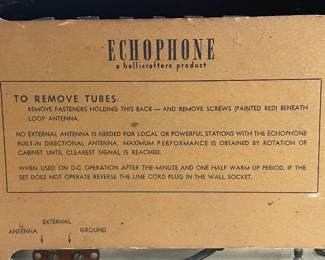 ECHOPHONE
a hallicrafters product
TO REMOVE TUBES:
REMOVE FASTENERS HOLDING THIS BACK — AND REMOVE SCREWS (PAINTED RED) BENEATH
LOOP ANTENNA.
NO EXTERNAL ANTENNA IS NEEDED FOR LOCAL OR POWERFUL STATIONS WITH THE ECHOPHONE
BUILT-IN DIRECTIONAL ANTENNA. MAXIMUM PERFORMANCE IS OBTAINED BY ROTATION OF
CABINET UNTIL CLEAREST SIGNAL IS REACHED.
WHEN USED ON D-C OPERATION AFTER THE-MINUTE AND ONE HALF WARM UP PERIOD, IF THE
SET DOES NOT OPERATE REVERSE THE LINE CORD PLUG IN THE WALL SOCKET.
EXTERNAL
ANTENNA GROUND